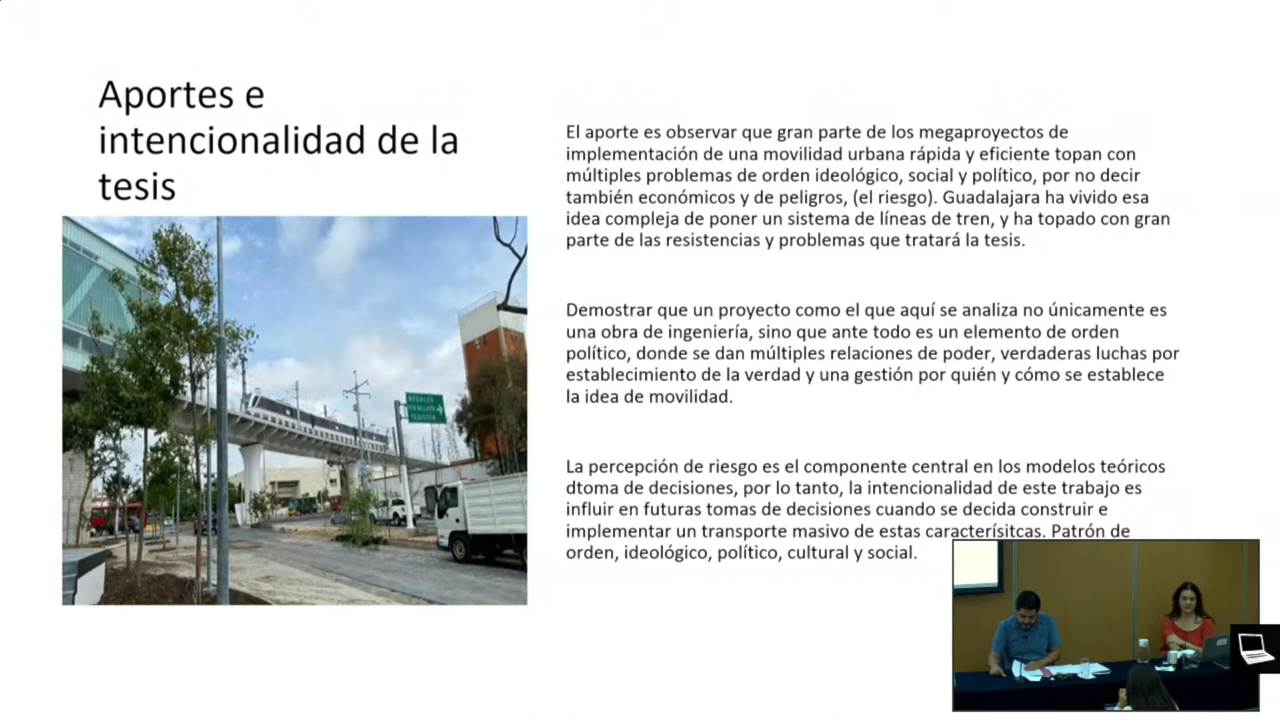 Aportes e
intencionalidad de la
tesis
El aporte es observar que gran parte de los megaproyectos de
implementación de una movilidad urbana rápida y eficiente topan con
múltiples problemas de orden ideológico, social y político, por no decir
también económicos y de peligros, (el riesgo). Guadalajara ha vivido esa
idea compleja de poner un sistema de líneas de tren, y ha topado con gran
parte de las resistencias y problemas que tratará la tesis.
Demostrar que un proyecto como el que aquí se analiza no únicamente es
una obra de ingeniería, sino que ante todo es un elemento de orden
político, donde se dan múltiples relaciones de poder, verdaderas luchas por
establecimiento de la verdad y una gestión por quién y cómo se establece
la idea de movilidad.
La percepción de riesgo es el componente central en los modelos teóricos
dtoma de decisiones, por lo tanto, la intencionalidad de este trabajo es
influir en futuras tomas de decisiones cuando se decida construir e
implementar un transporte masivo de estas caracterísitcas. Patrón de
orden, ideológico, político, cultural y social.